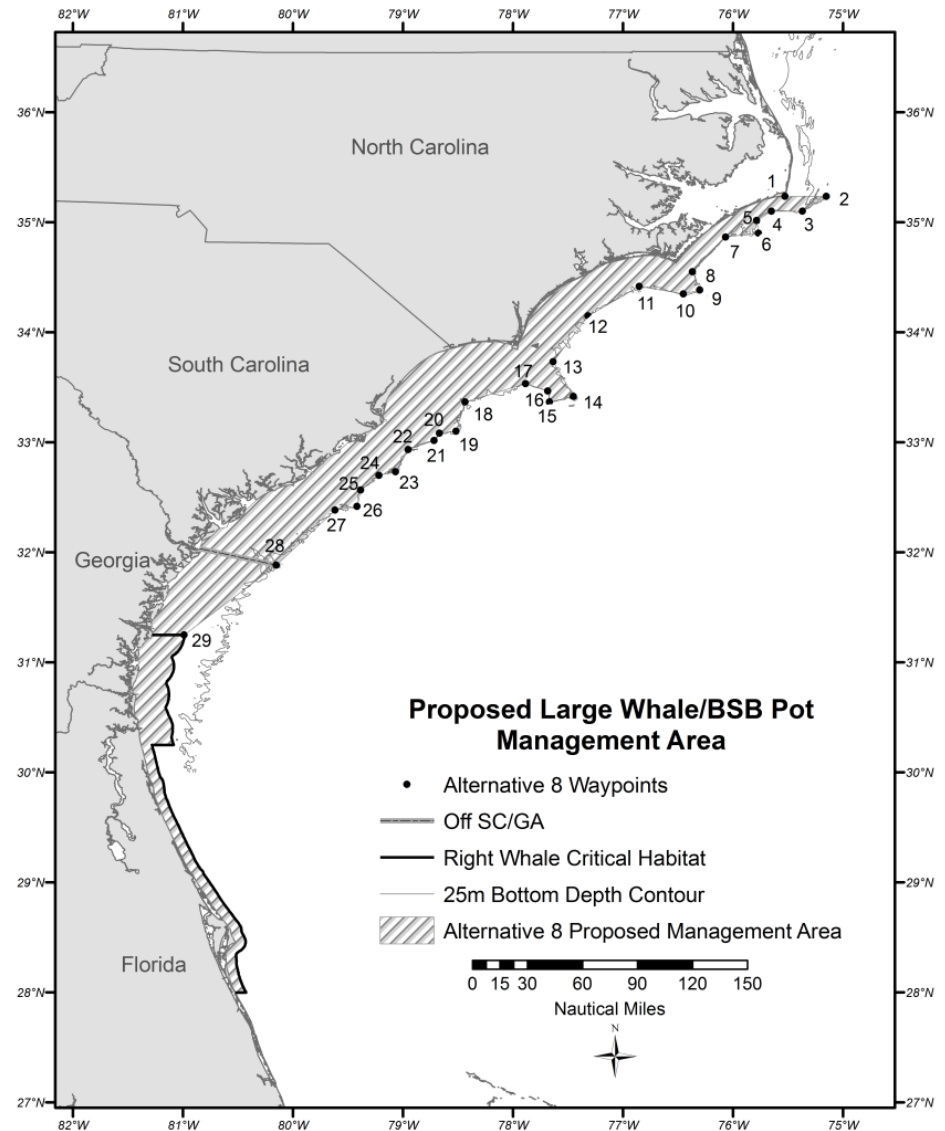 82°W 81°W 80°W 79°W 78°W 77°W 76°W 75°W
36°N 36°N
North Carolina
1
2
35°N 35°N
5 4 3
6
7
8
9
10
11
34°N 34°N
12
South Carolina
13
17
16
14
15
18
20
19
33°N 33°N
22
21
24
23
25
26
27
32°N 32°N
28
Georgia
29
31°N 31°N
Proposed Large Whale/BSB Pot
Management Area
30°N 30°N
Alternative 8 Waypoints
Off SC/GA
Right Whale Critical Habitat
29°N 29°N
25m Bottom Depth Contour
Alternative 8 Proposed Management Area
Florida
28°N 28°N
0 15 30 60 90 120 150
Nautical Miles
N
27°N 27°N
82°W 81°W 80°W 79°W 78°W 77°W 76°W 75°W